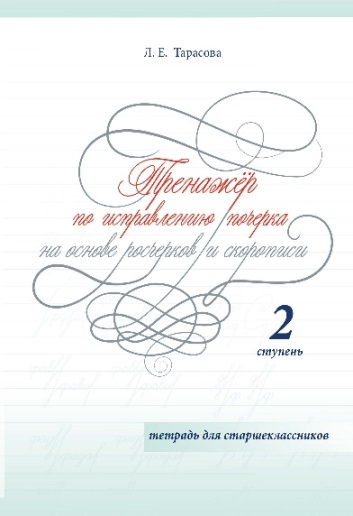 Л. Е. Тарасова
Тренажёр
по исправлению почерка
на основе росчерков и скорописи
2
ступень
тетрадь для старшеклассников